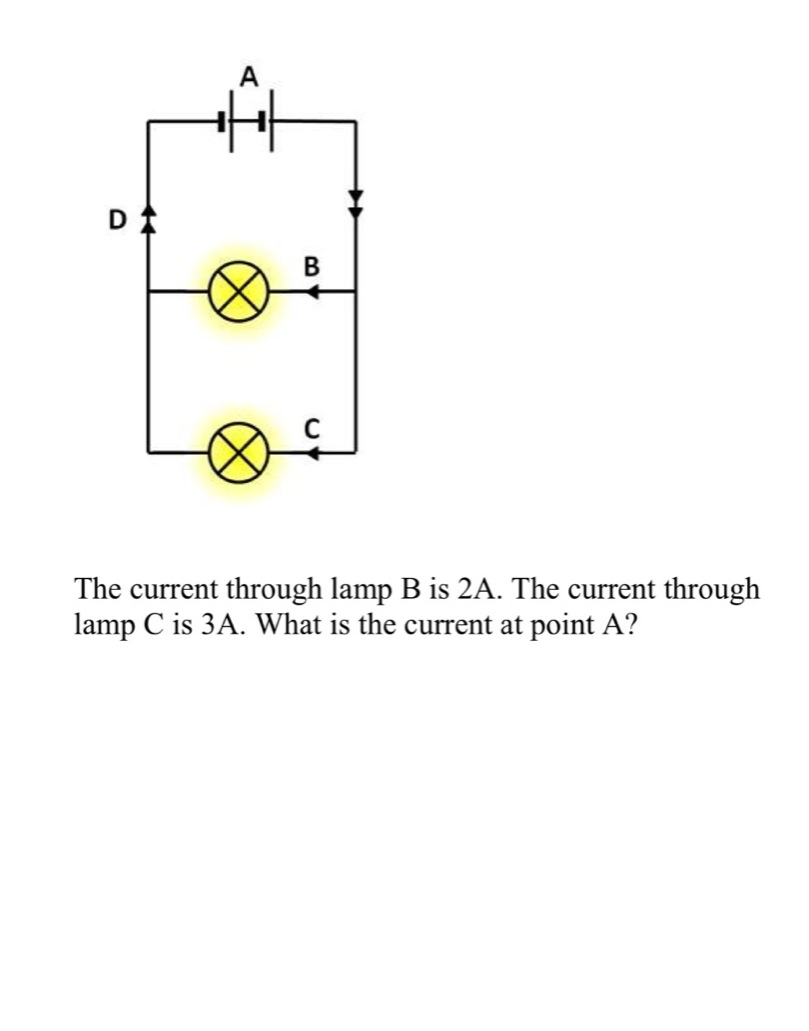 A
D
B
C
The current through lamp B is 2A. The current through
lamp C is 3A. What is the current at point A?